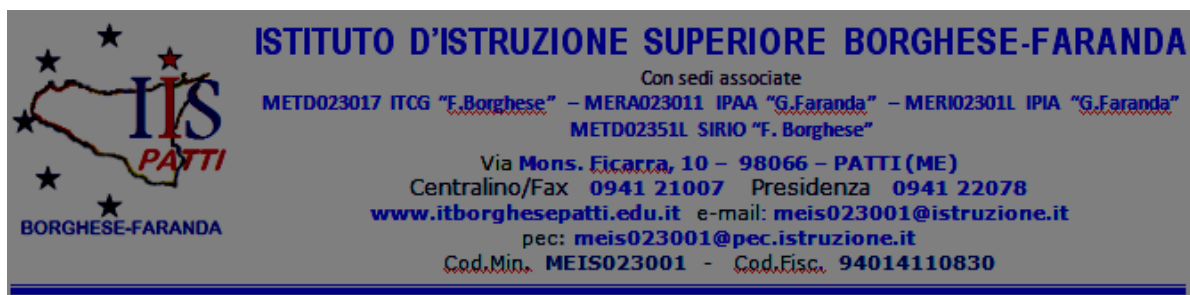 ISTITUTO D'ISTRUZIONE SUPERIORE BORGHESE-FARANDA
Con sedi associate
METD023017 ITCG “F.Borghese” – MERA023011 IPAA “G.Faranda” – MERI02301L IPIA “G.Faranda”
METD02351L SIRIO “F. Borghese”
Via Mons. Ficarra, 10 – 98066 – PATTI (ME)
Centralino/Fax 0941 21007 Presidenza 0941 22078
www.itborghesepatti.edu.it e-mail: meis023001@istruzione.it
pec: meis023001@pec.istruzione.it
Cod.Min. MEIS023001 - Cod.Fisc. 94014110830
IIS
PATTI
BORGHESE-FARANDA